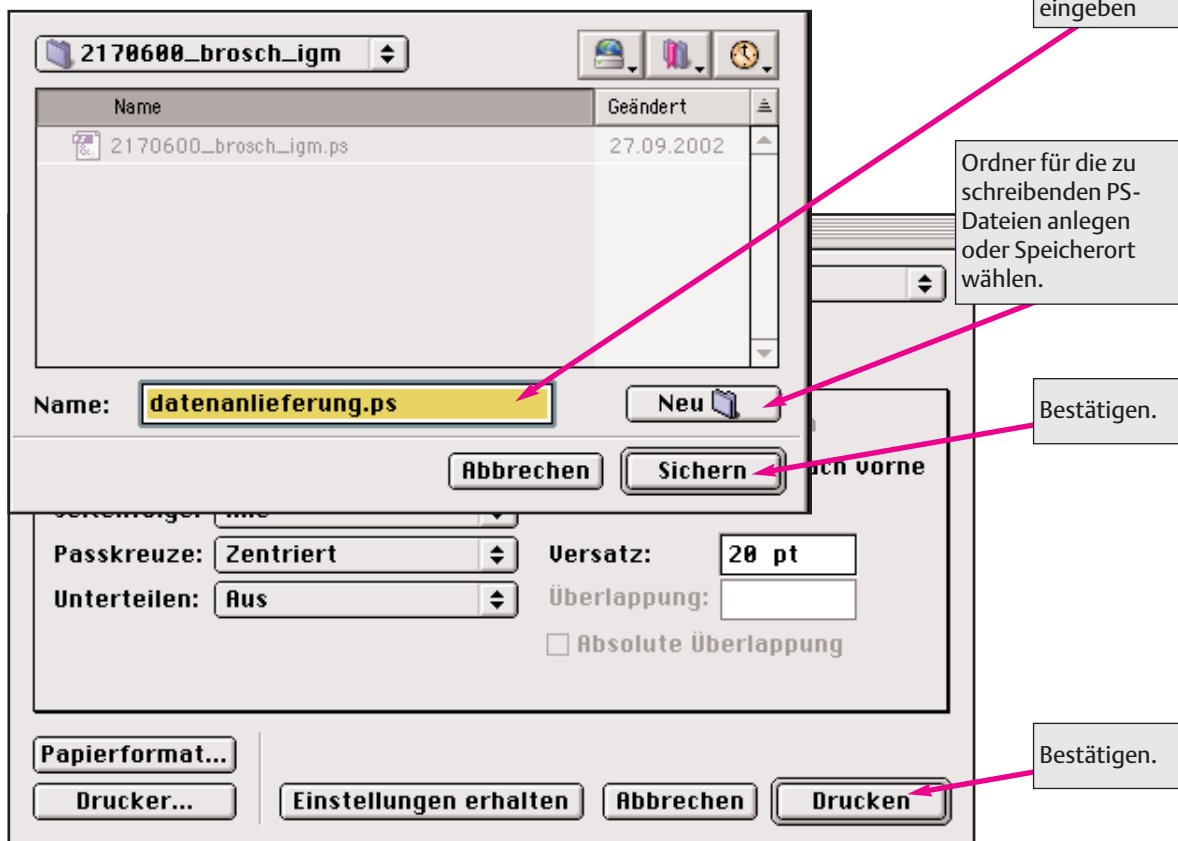 eingeben
2170600_brosch_igm
Name Geändert
2170600_brosch_igm.ps 27.09.2002
Ordner für die zu
schreibenden PS-
Dateien anlegen
oder Speicherort
wählen.
Name: datenanlieferung.ps Neu
Bestätigen.
Abbrechen Sichern
vorne
Passkreuze: Zentriert Versatz: 20 pt
Unterteilen: Aus Überlappung:
Absolute Überlappung
Papierformat...
Bestätigen.
Drucker... Einstellungen erhalten Abbrechen Drucken